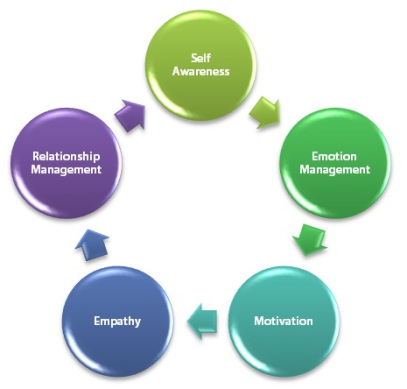 Self
Awareness
Emotion
Management
Motivation
Empathy
Relationship
Management